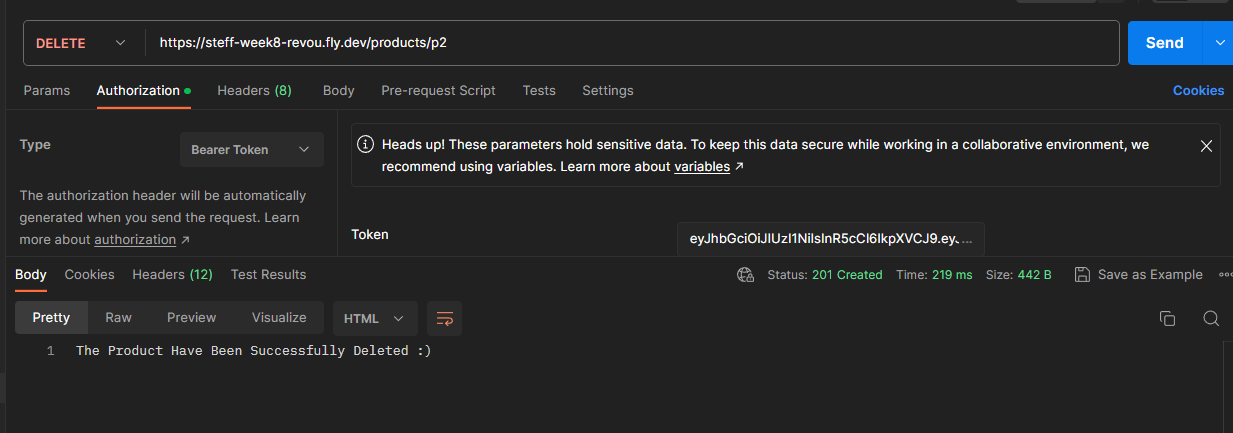 DELETE https://steff-week8-revou.fly.dev/products/p2 Send
Params Authorization Headers (8) Body Pre-request Script Tests Settings Cookies
Type Bearer Token
The authorization header will be automatically
generated when you send the request. Learn
more about authorization ↗
Heads up! These parameters hold sensitive data. To keep this data secure while working in a collaborative environment, we
recommend using variables. Learn more about variables ↗
Token eyJhbGciOiJIUzI1NiIsInR5cCI6IkpXVCJ9.eyJ...
Body Cookies Headers (12) Test Results Status: 201 Created Time: 219 ms Size: 442 B Save as Example
Pretty Raw Preview Visualize HTML
1 The Product Have Been Successfully Deleted :)